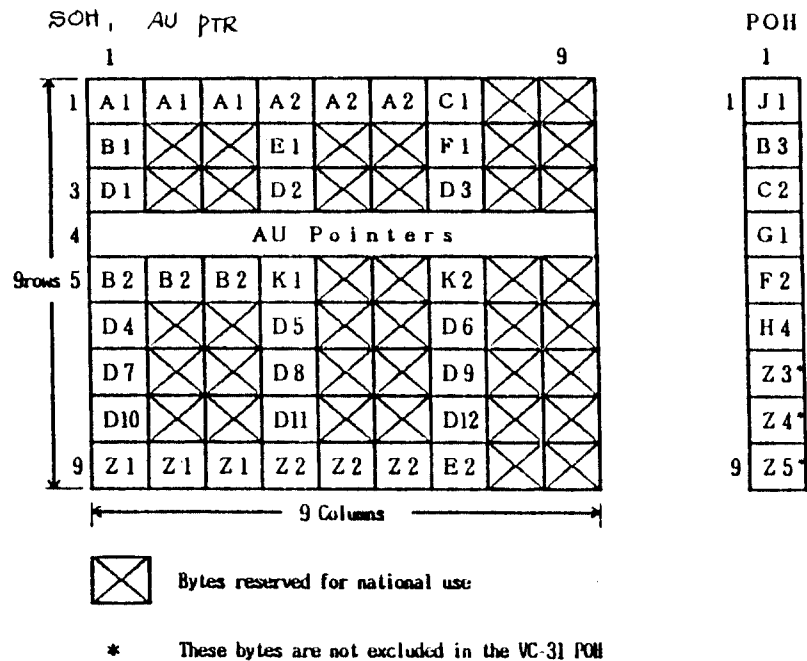 SOH, AU PTR POH
1 9 1
1 A1 A1 A1 A2 A2 A2 C1 1 J1
B1 E1 F1 B3
3 D1 D2 D3 C2
4 AU Pointers G1
9rows 5 B2 B2 B2 K1 K2 F2
D4 D5 D6 H4
D7 D8 D9 Z3*
D10 D11 D12 Z4*
9 Z1 Z1 Z1 Z2 Z2 Z2 E2 9 Z5*
9 Columns
Bytes reserved for national use
* These bytes are not excluded in the VC-31 POH